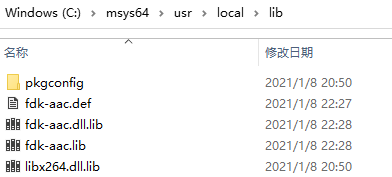 Windows (C:) > msys64 > usr > local > lib
名称 修改日期
pkgconfig 2021/1/8 20:50
fdk-aac.def 2021/1/8 22:27
fdk-aac.dll.lib 2021/1/8 22:28
fdk-aac.lib 2021/1/8 22:28
libx264.dll.lib 2021/1/8 20:50